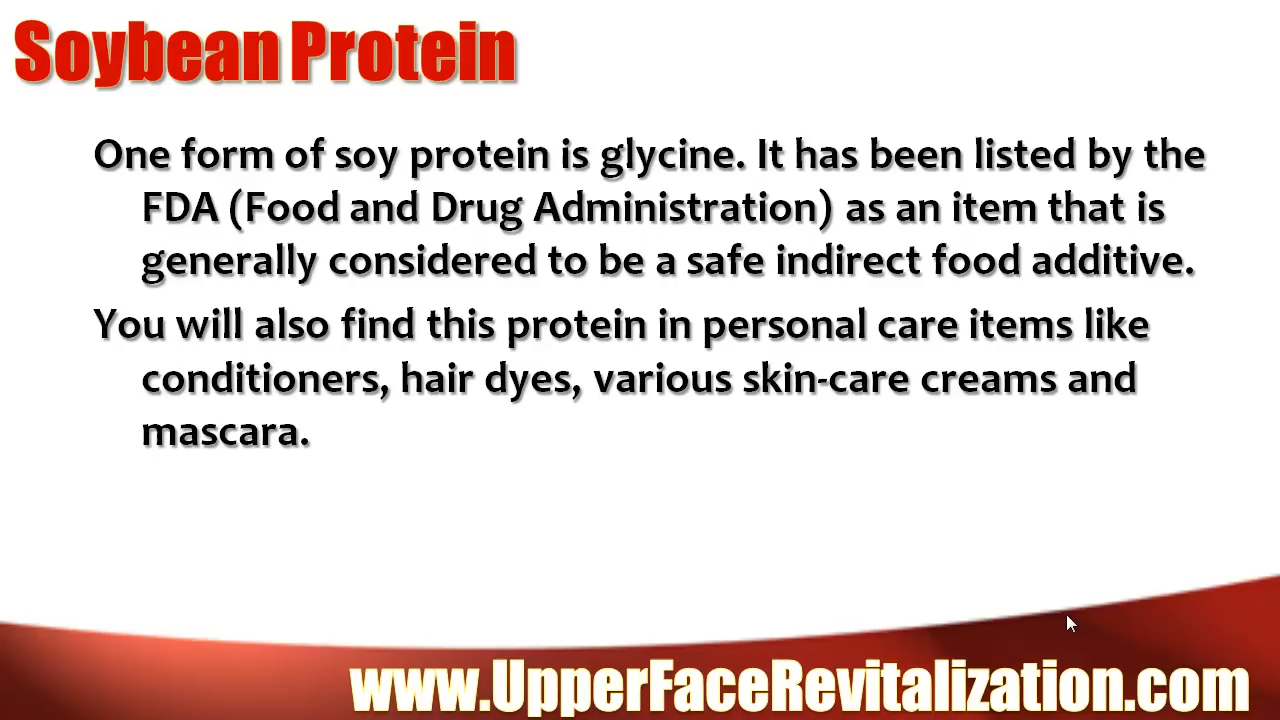 Soybean Protein
One form of soy protein is glycine. It has been listed by the
FDA (Food and Drug Administration) as an item that is
generally considered to be a safe indirect food additive.
You will also find this protein in personal care items like
conditioners, hair dyes, various skin-care creams and
mascara.
www.UpperFaceRevitalization.com